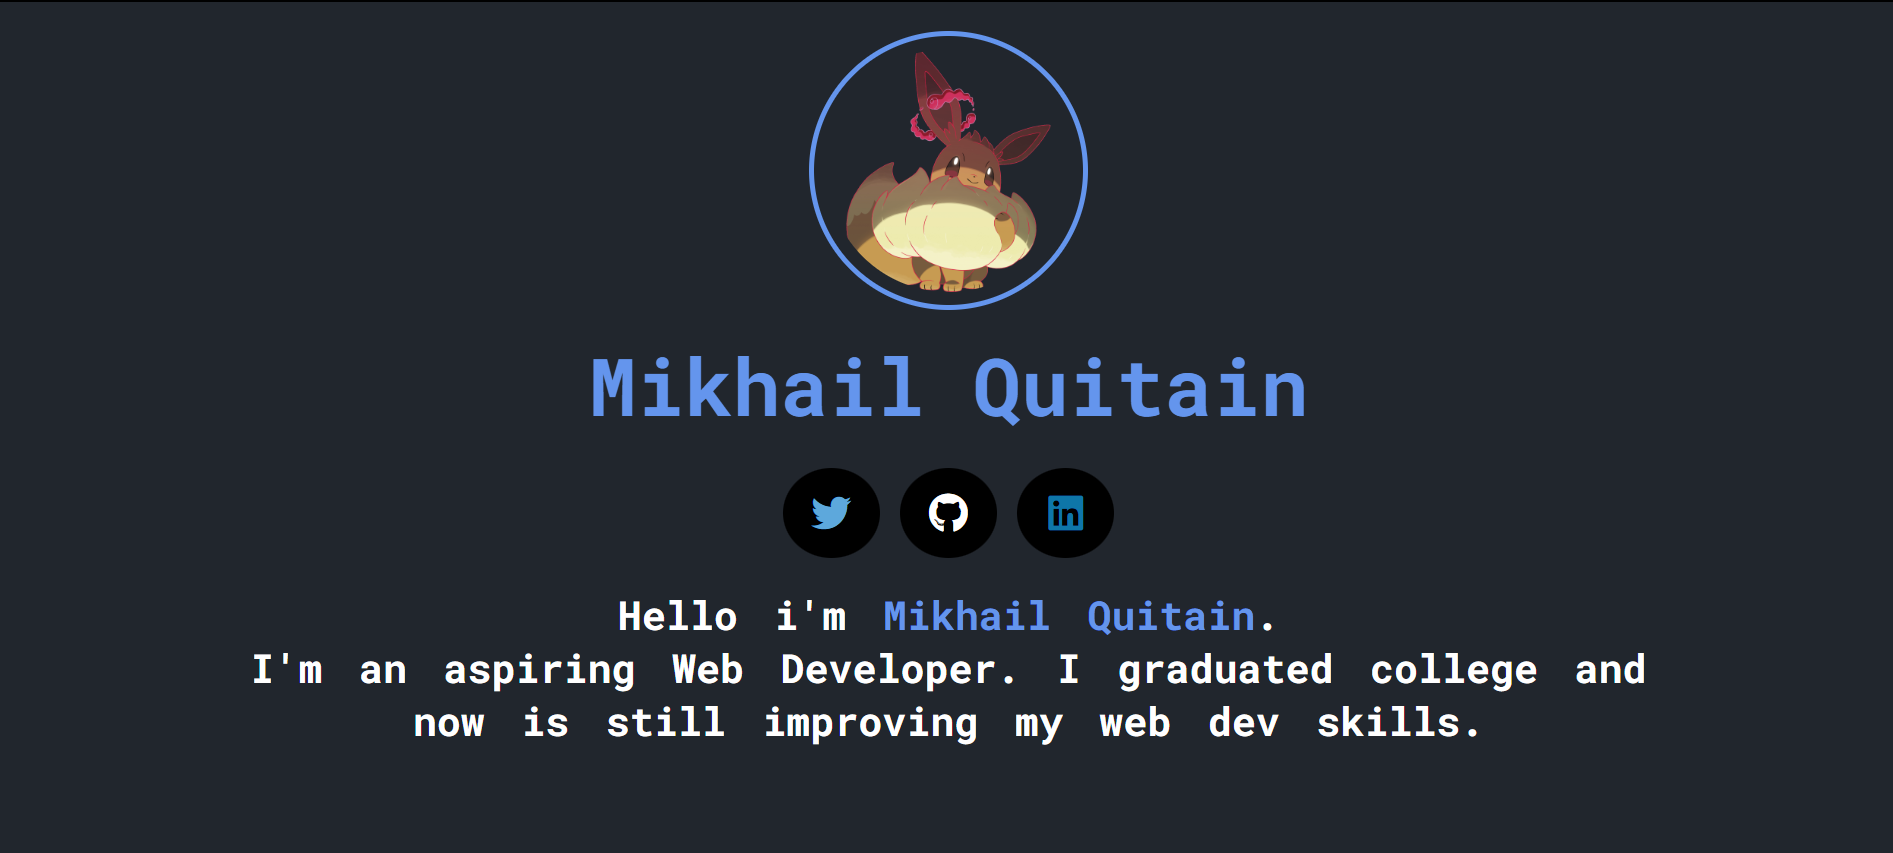 Mikhail Quitain
in
Hello i'm Mikhail Quitain.
I'm an aspiring Web Developer. I graduated college and
now is still improving my web dev skills.